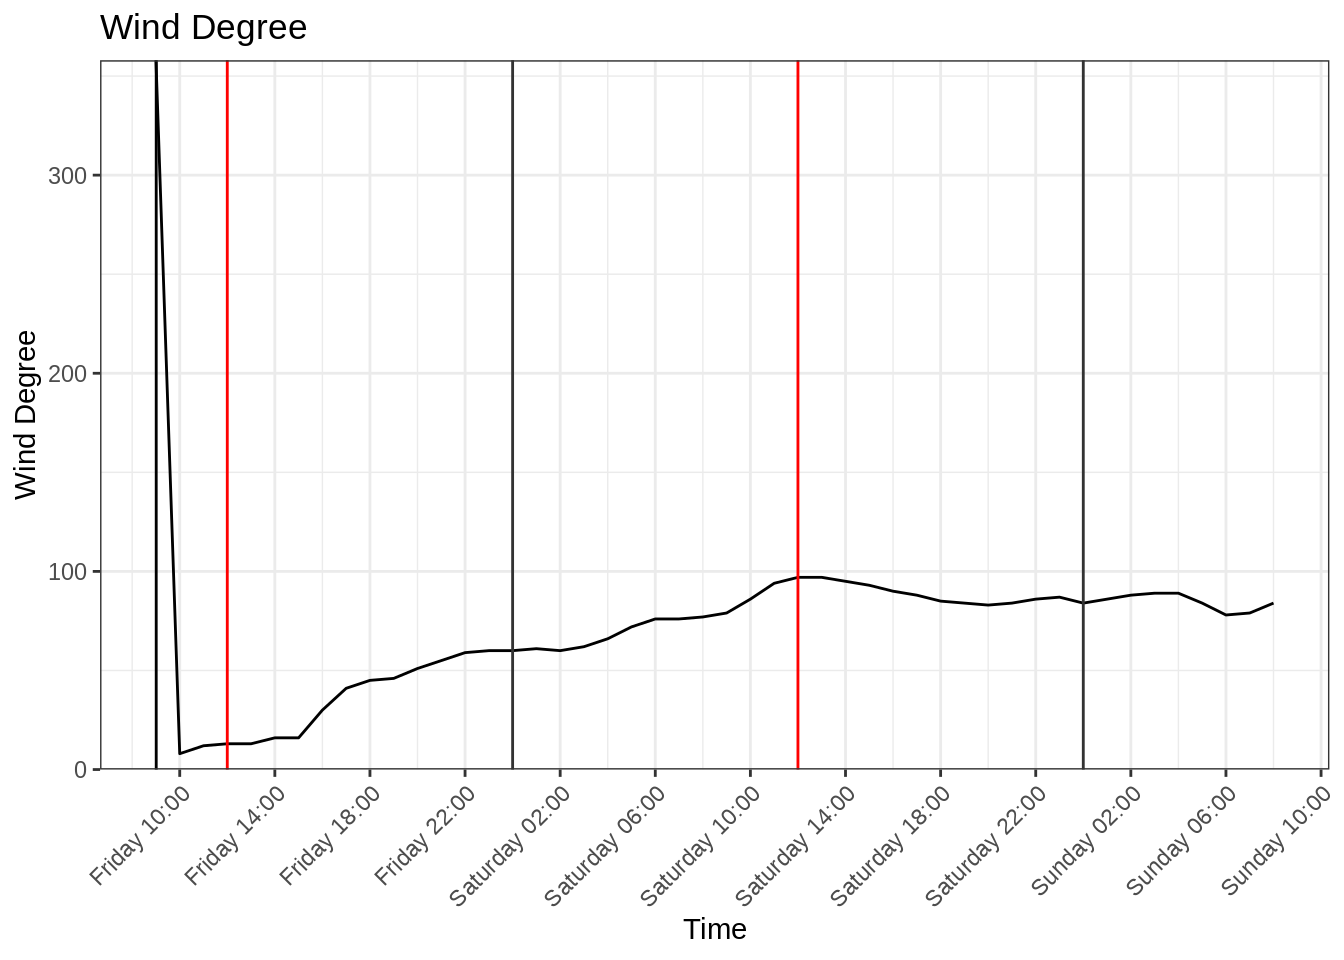 Wind Degree
Wind Degree
300
200
100
0
Friday 10:00
Friday 14:00
Friday 18:00
Friday 22:00
Saturday 02:00
Saturday 06:00
Saturday 10:00
Saturday 14:00
Saturday 18:00
Saturday 22:00
Sunday 02:00
Sunday 06:00
Sunday 10:00
Time